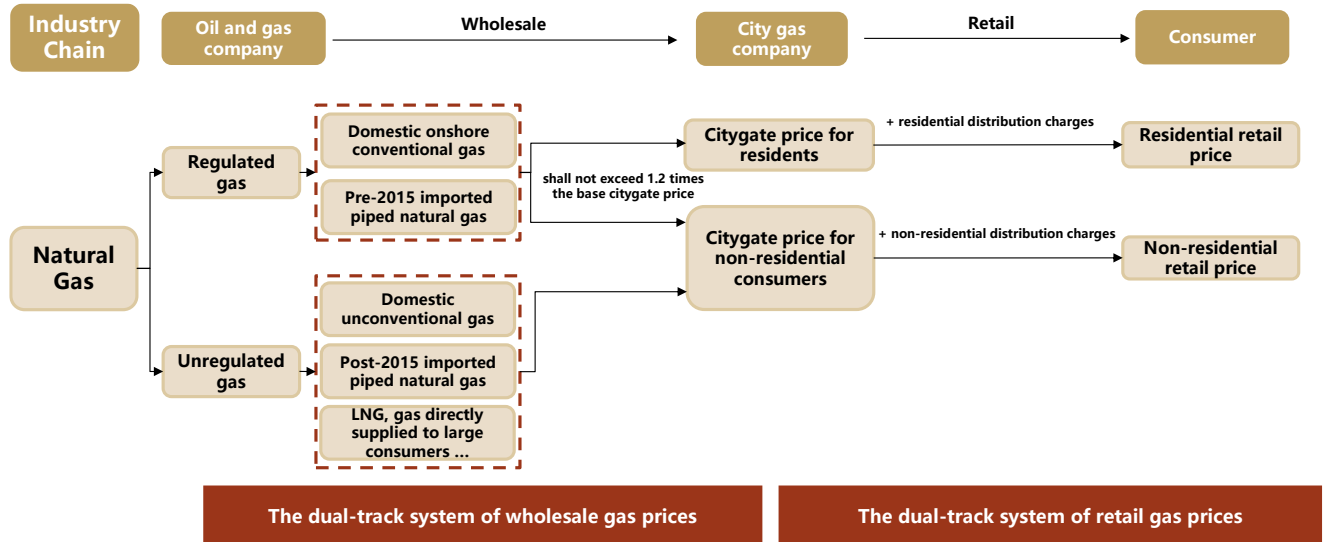 Industry
Chain
Oil and gas
company
Wholesale
City gas
company
Retail
Consumer
Natural
Gas
Regulated
gas
Domestic onshore
conventional gas
Pre-2015 imported
piped natural gas
shall not exceed 1.2 times
the base citygate price
Citygate price for
residents
+ residential distribution charges
Residential retail
price
Citygate price for
non-residential
consumers
+ non-residential distribution charges
Non-residential
retail price
Unregulated
gas
Domestic
unconventional gas
Post-2015 imported
piped natural gas
LNG, gas directly
supplied to large
consumers ...
The dual-track system of wholesale gas prices
The dual-track system of retail gas prices